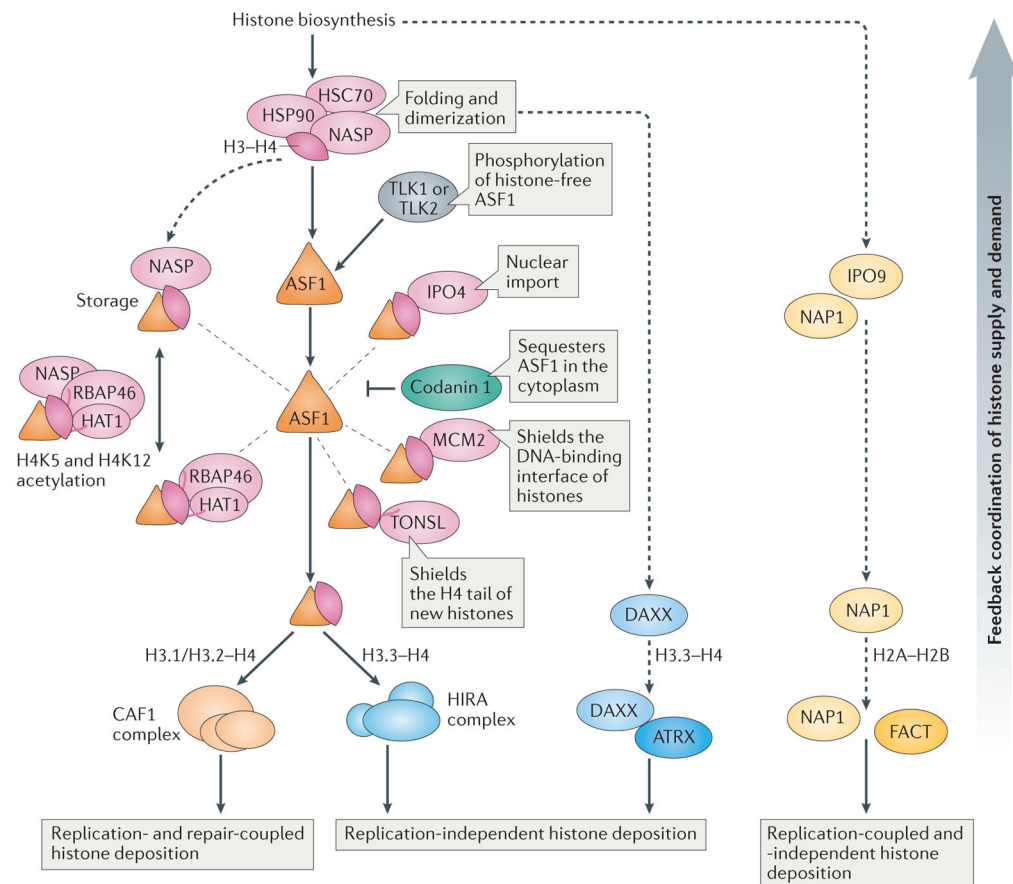 Histone biosynthesis
HSC70
HSP90
NASP
H3–H4
Folding and
dimerization
TLK1 or
TLK2
Phosphorylation
of histone-free
ASF1
NASP
Storage
ASF1
IPO4
Nuclear
import
IPO9
NAP1
NASP
RBAP46
HAT1
H4K5 and H4K12
acetylation
ASF1
Codanin 1
Sequesters
ASF1 in the
cytoplasm
MCM2
Shields the
DNA-binding
interface of
histones
RBAP46
HAT1
TONSL
Shields
the H4 tail of
new histones
DAXX
NAP1
H3.1/H3.2–H4
H3.3–H4
H3.3–H4
H2A–H2B
CAF1
complex
HIRA
complex
DAXX
ATRX
NAP1
FACT
Replication- and repair-coupled
histone deposition
Replication-independent histone deposition
Replication-coupled and
-independent histone
deposition
Feedback coordination of histone supply and demand